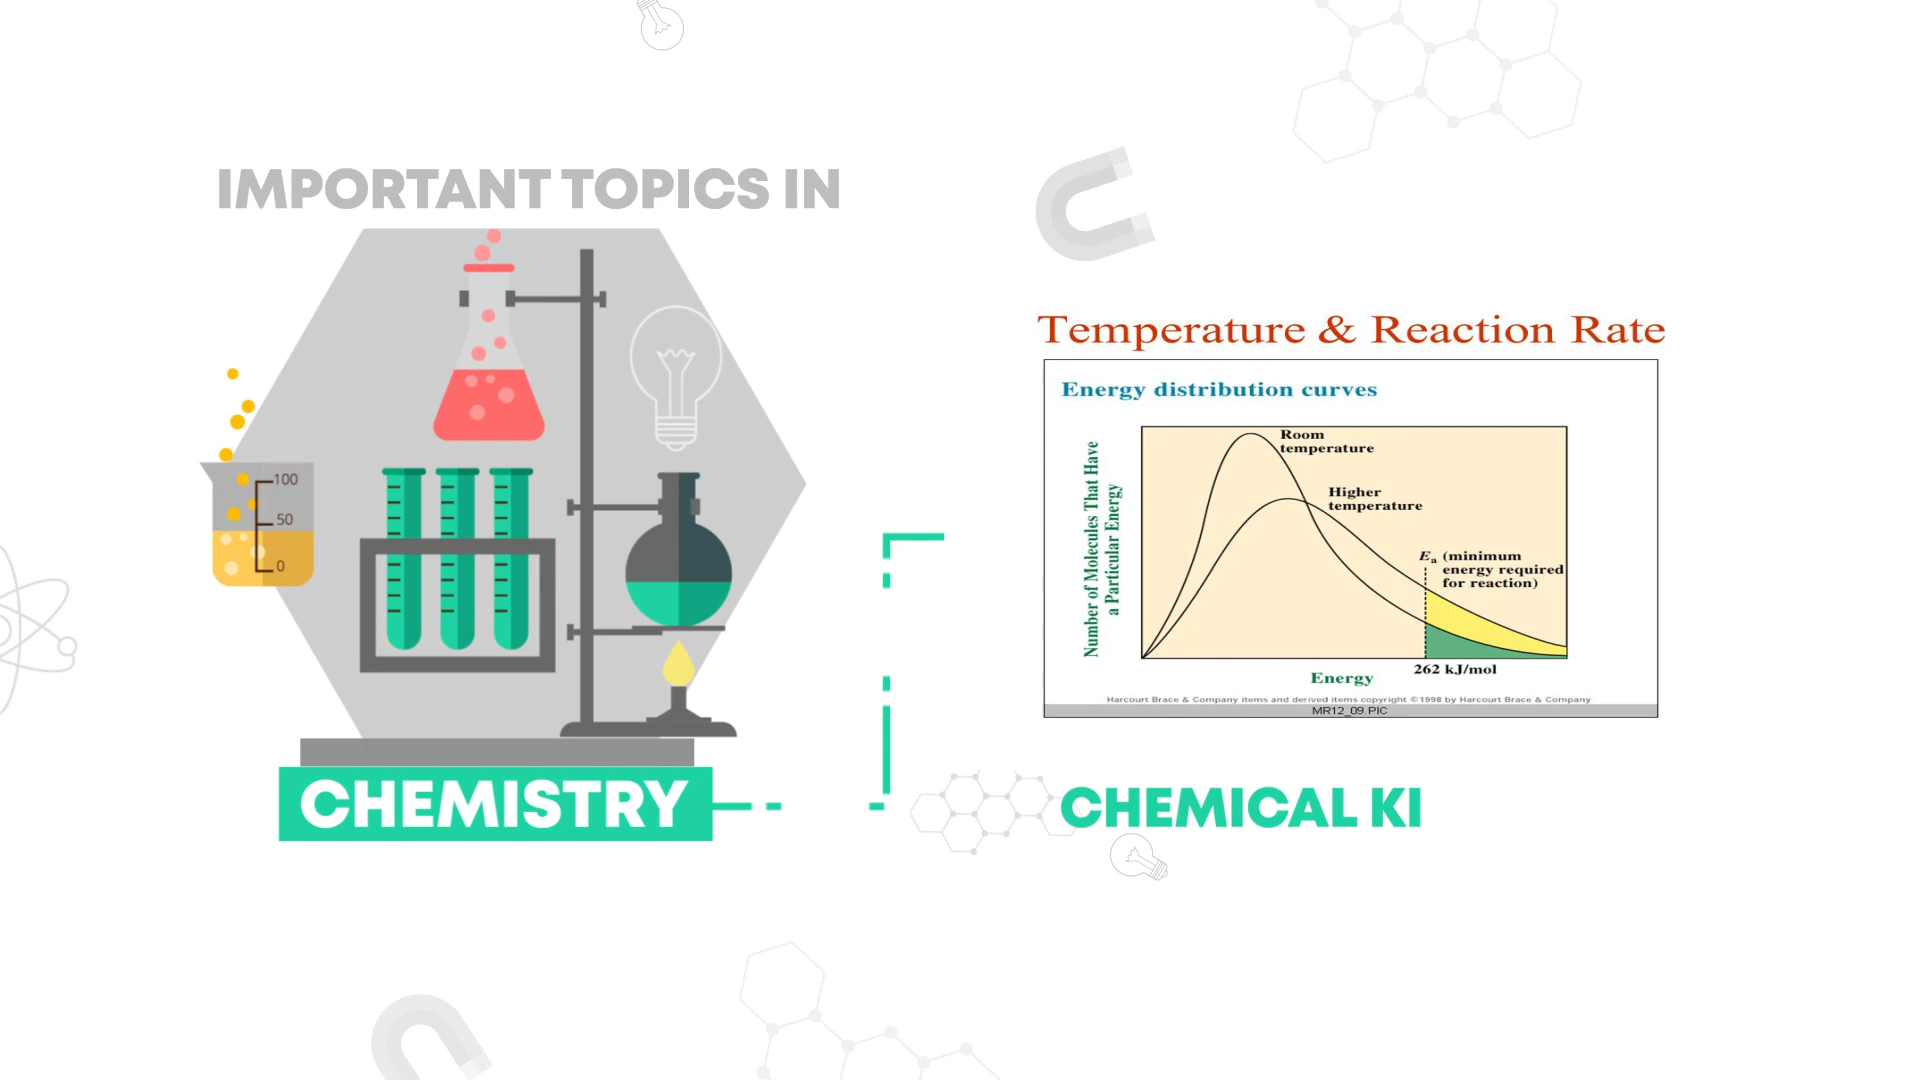 IMPORTANT TOPICS IN
100
50
0
CHEMISTRY
Temperature & Reaction Rate
Energy distribution curves
Number of Molecules That Have
a Particular Energy
Room
temperature
Higher
temperature
Ea (minimum
energy required
for reaction)
262 kJ/mol
Energy
Harcourt Brace & Company items and derived items copyright ©1998 by Harcourt Brace & Company
MR12_09.PIC
CHEMICAL KI